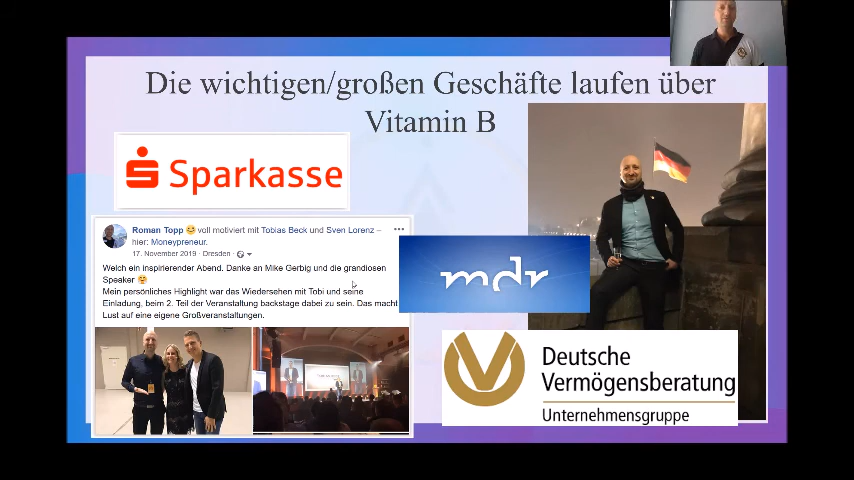 Die wichtigen/großen Geschäfte laufen über
Vitamin B
Sparkasse
Roman Topp voll motiviert mit Tobias Beck und Sven Lorenz –
hier: Moneypreneur.
17. November 2019 · Dresden ·
Welch ein inspirierender Abend. Danke an Mike Gerbig und die grandiosen
Speaker
Mein persönliches Highlight war das Wiedersehen mit Tobi und seine
Einladung, beim 2. Teil der Veranstaltung backstage dabei zu sein. Das macht
Lust auf eine eigene Großveranstaltungen.
mdr
Deutsche
Vermögensberatung
Unternehmensgruppe